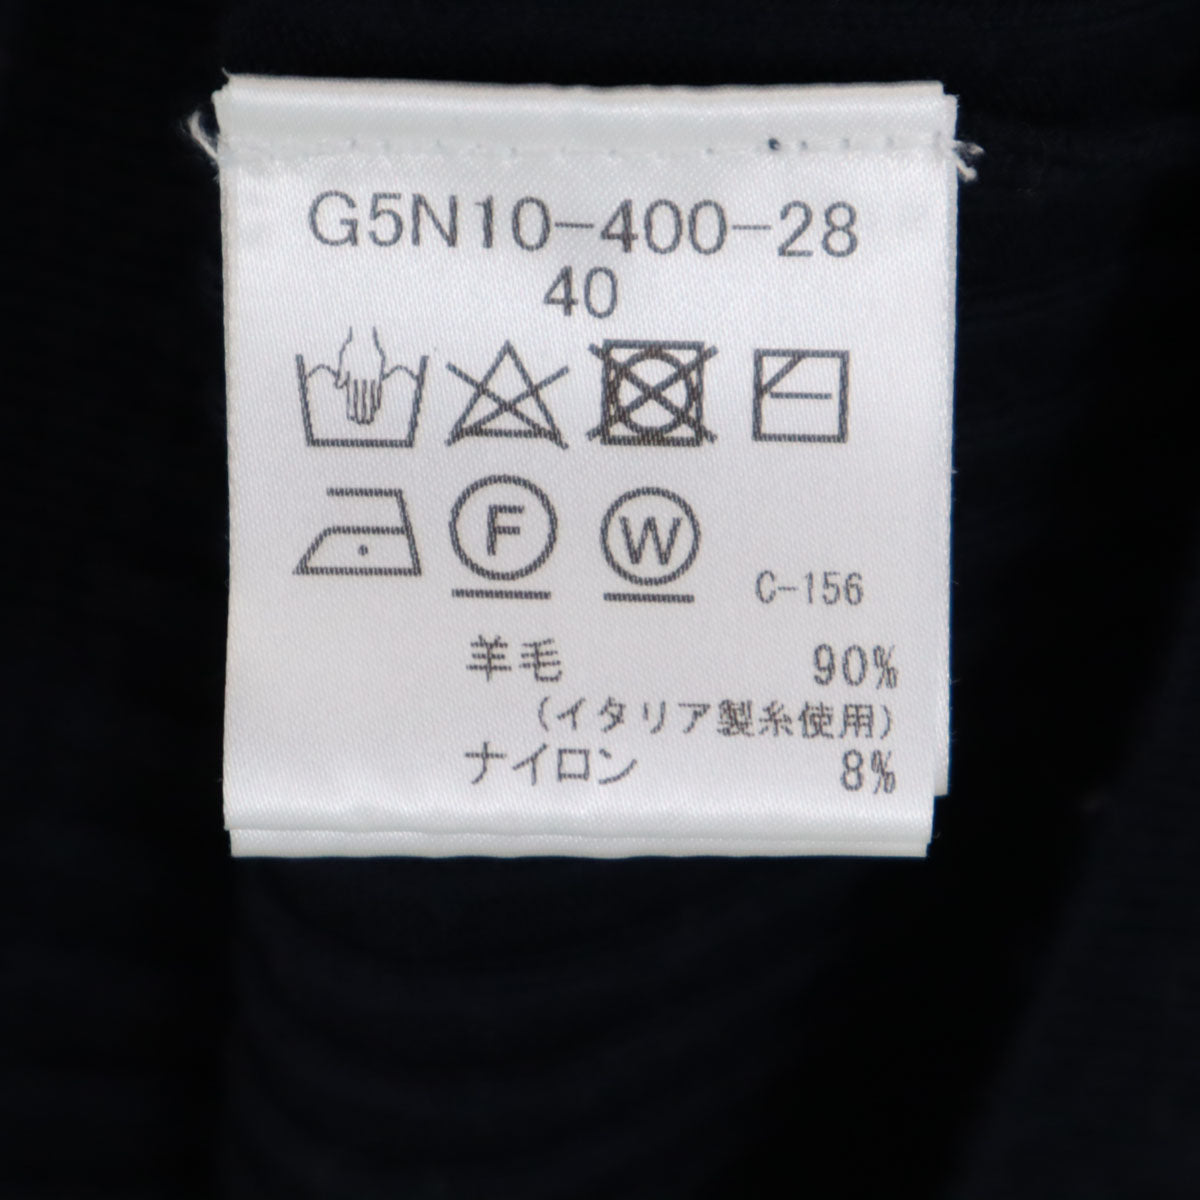 G5N10-400-28
40
F W C-156
羊毛 90%
(イタリア製糸使用)
ナイロン 8%